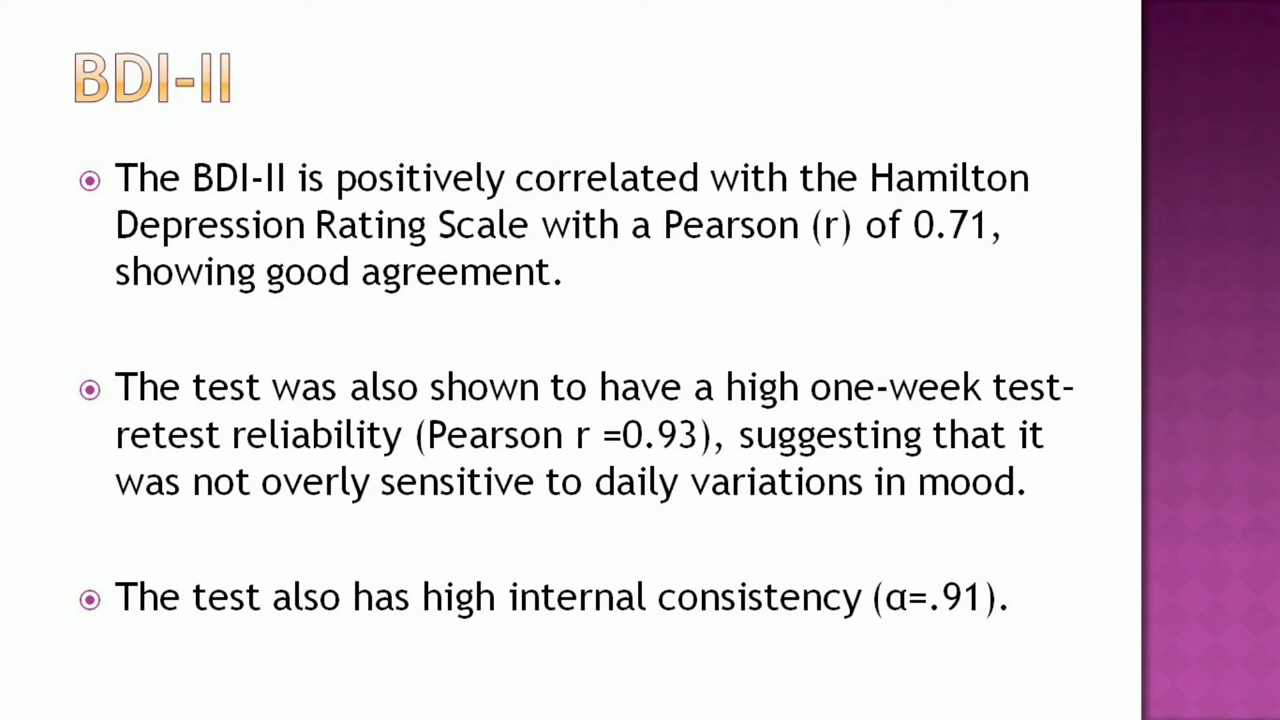 BDI-II
The BDI-II is positively correlated with the Hamilton
Depression Rating Scale with a Pearson (r) of 0.71,
showing good agreement.
The test was also shown to have a high one-week test-
retest reliability (Pearson r =0.93), suggesting that it
was not overly sensitive to daily variations in mood.
The test also has high internal consistency (α=.91).